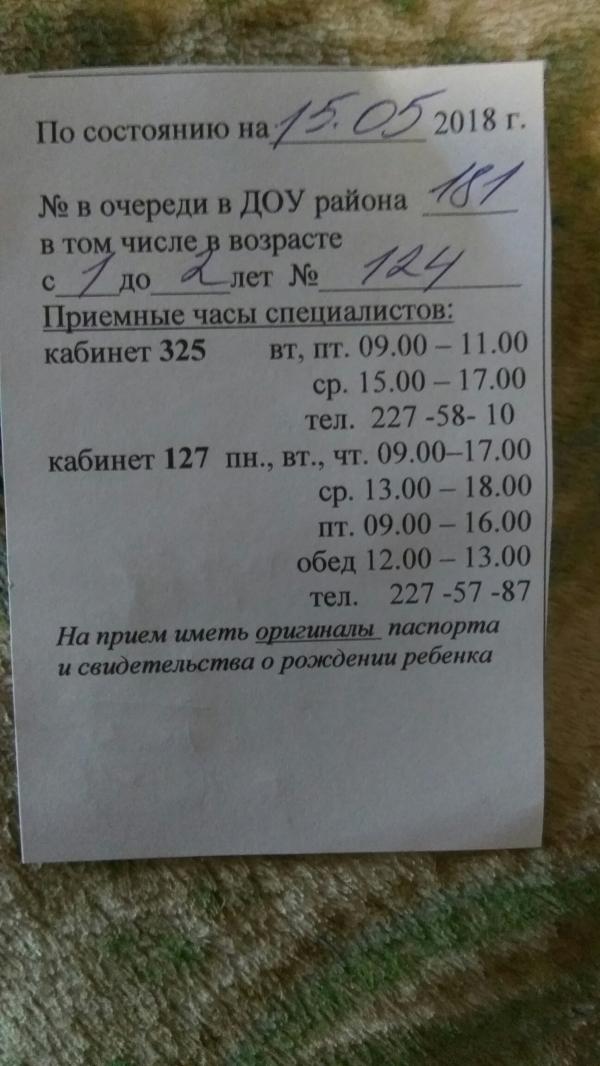 По состоянию на 15.05 2018 г.
№ в очереди в ДОУ района 181
в том числе в возрасте
с 1 до 2 лет № 124
Приемные часы специалистов:
кабинет 325 вт, пт. 09.00 – 11.00
ср. 15.00 – 17.00
тел. 227 -58- 10
кабинет 127 пн., вт., чт. 09.00–17.00
ср. 13.00 – 18.00
пт. 09.00 – 16.00
обед 12.00 – 13.00
тел. 227 -57 -87
На прием иметь оригиналы паспорта
и свидетельства о рождении ребенка